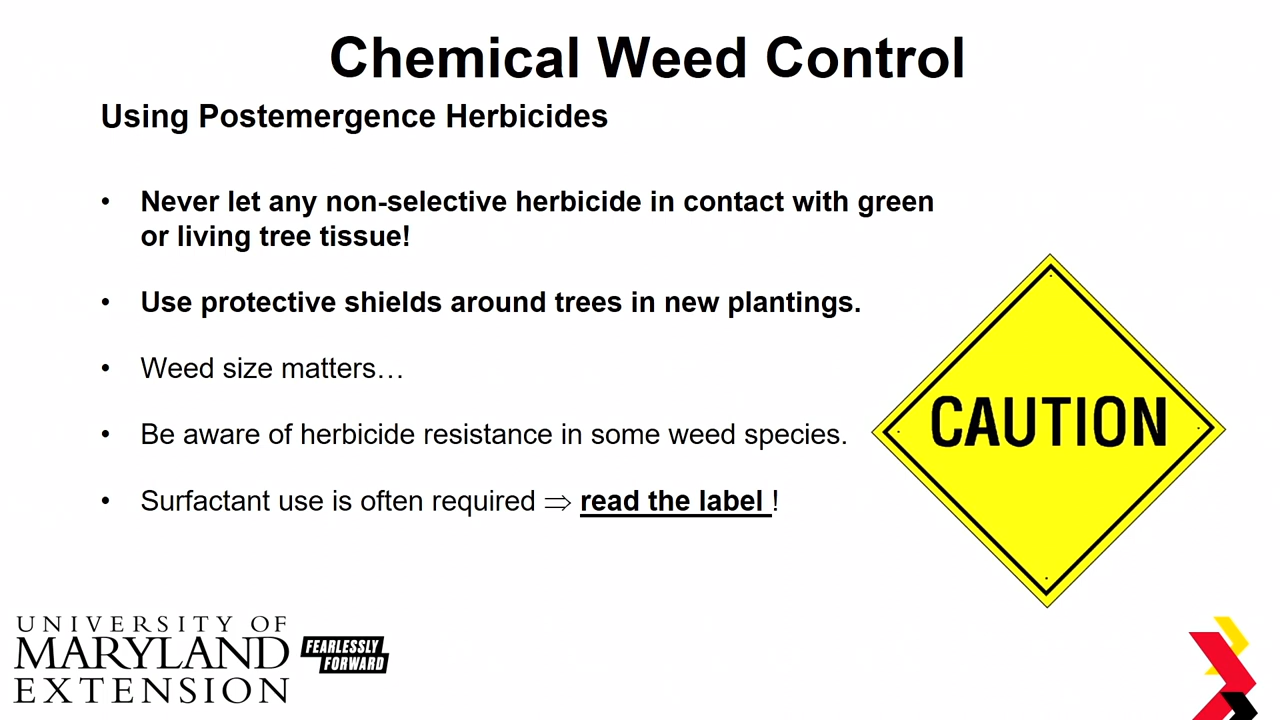 Chemical Weed Control
Using Postemergence Herbicides
• Never let any non-selective herbicide in contact with green
or living tree tissue!
• Use protective shields around trees in new plantings.
• Weed size matters…
• Be aware of herbicide resistance in some weed species.
• Surfactant use is often required ⇒ read the label !
CAUTION
UNIVERSITY OF
MARYLAND
EXTENSION
FEARLESSLY
FORWARD